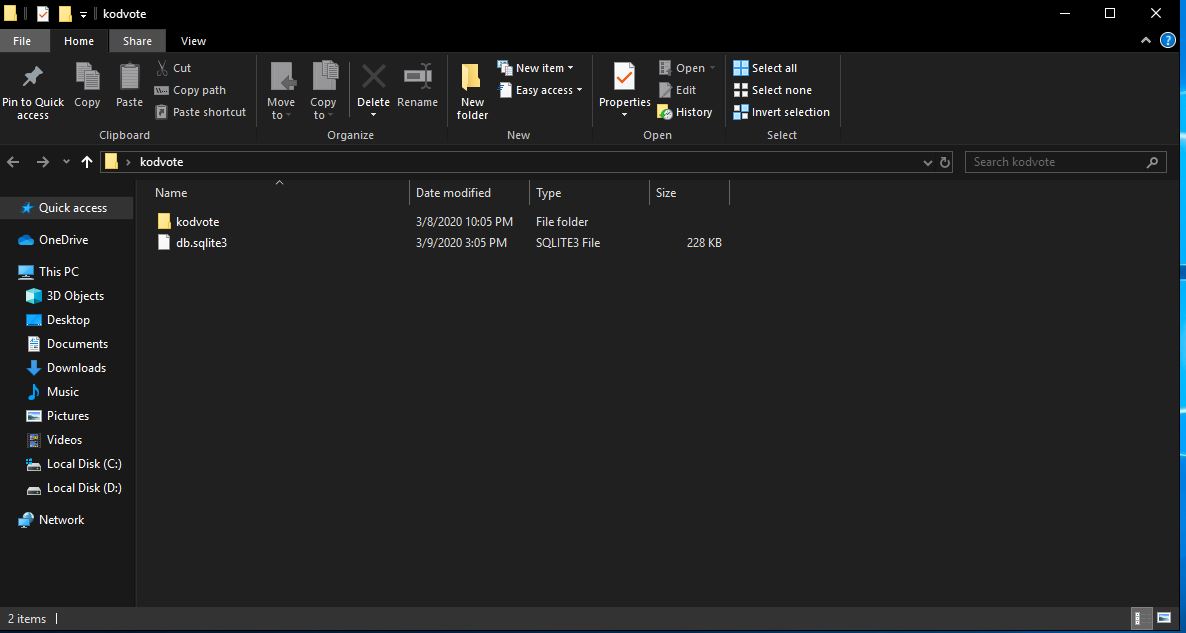 kodvote
File Home Share View
Pin to Quick access Copy Paste Cut Copy path Paste shortcut
Move to Copy to Delete Rename
New folder New item Easy access
Properties Open Edit History
Select all Select none Invert selection
Clipboard Organize New Open Select
kodvote Search kodvote
Name Date modified Type Size
kodvote 3/8/2020 10:05 PM File folder
db.sqlite3 3/9/2020 3:05 PM SQLITE3 File 228 KB
Quick access
OneDrive
This PC
3D Objects
Desktop
Documents
Downloads
Music
Pictures
Videos
Local Disk (C:)
Local Disk (D:)
Network
2 items